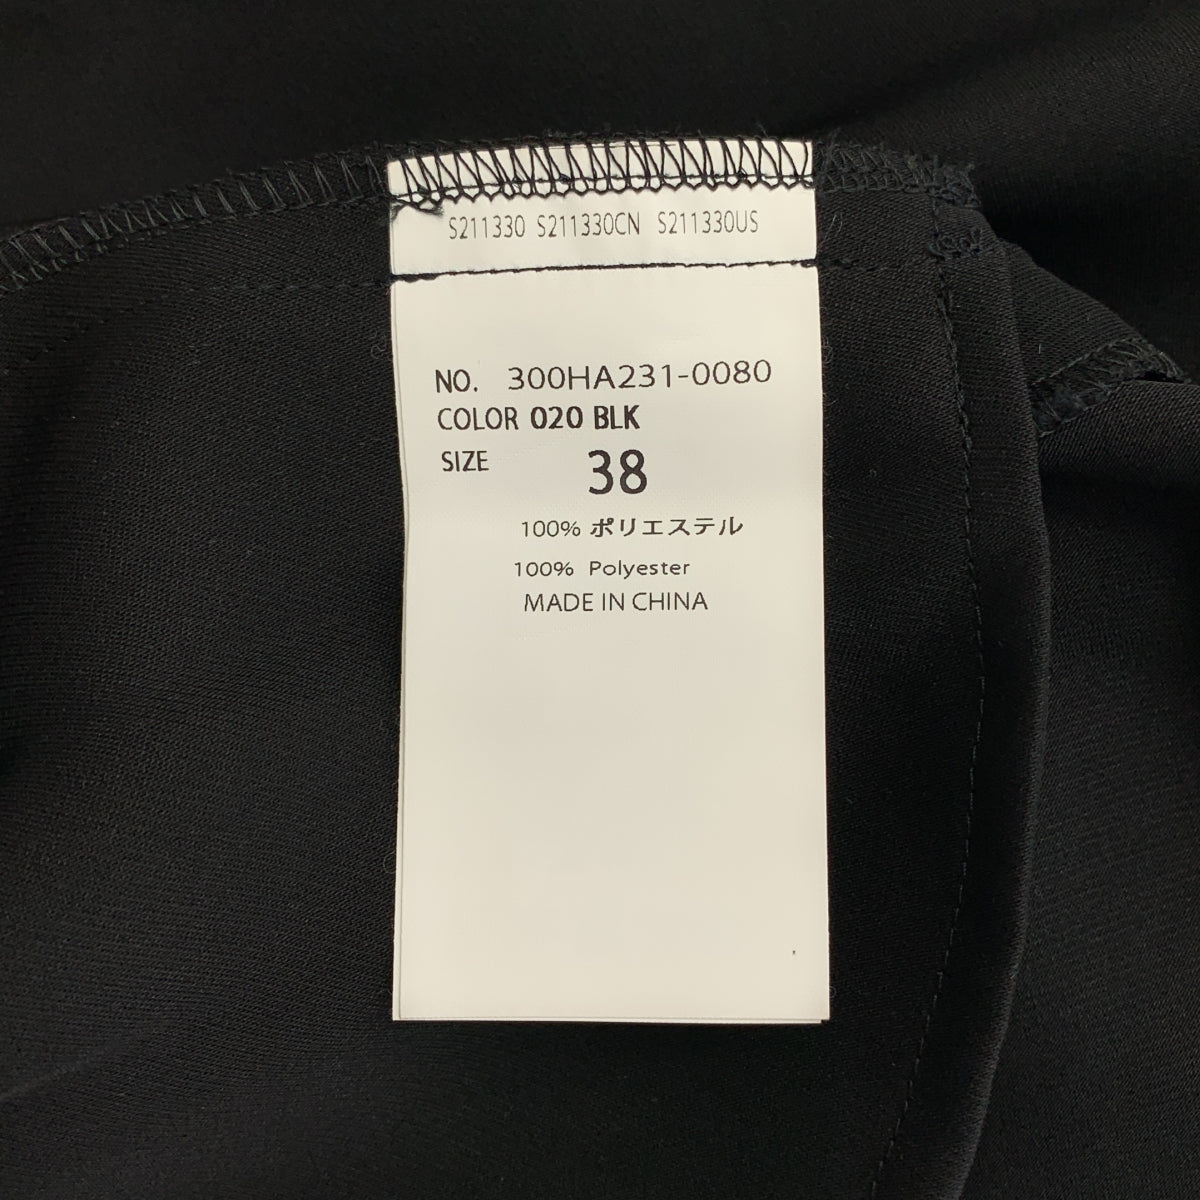 S211330 S211330CN S211330US
NO. 300HA231-0080
COLOR 020 BLK
SIZE 38
100% ポリエステル
100% Polyester
MADE IN CHINA